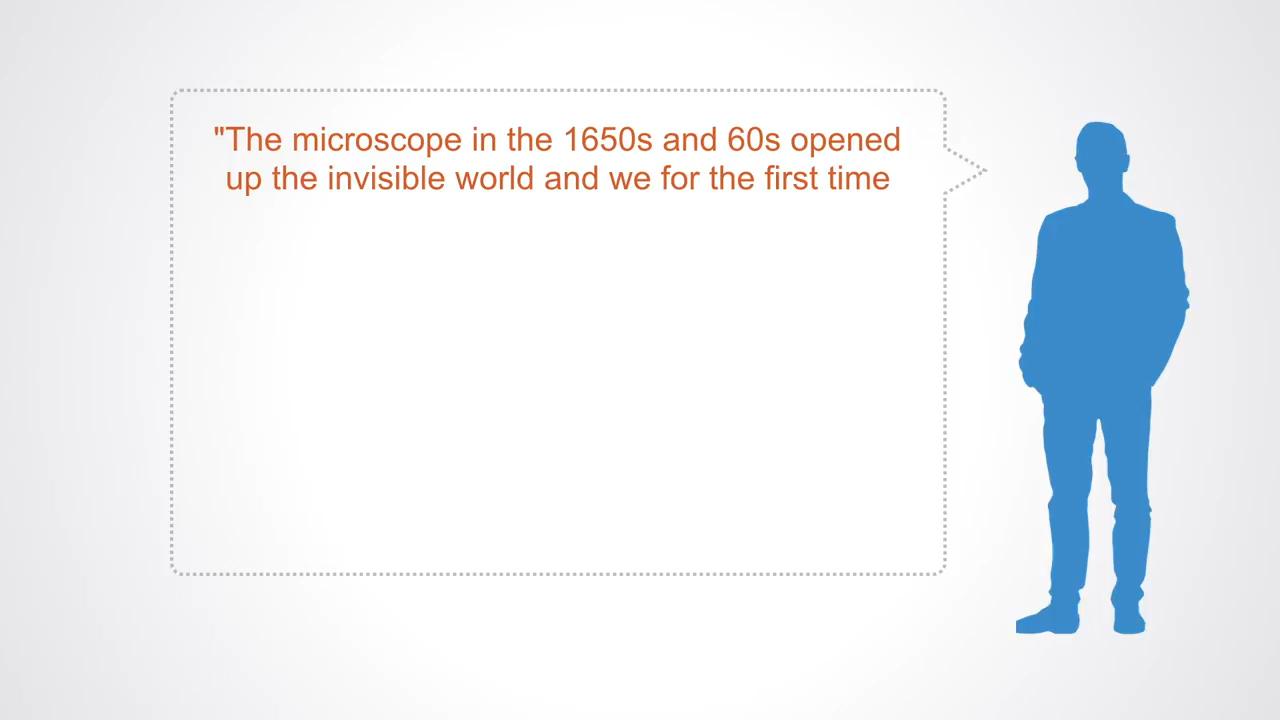 "The microscope in the 1650s and 60s opened
up the invisible world and we for the first time